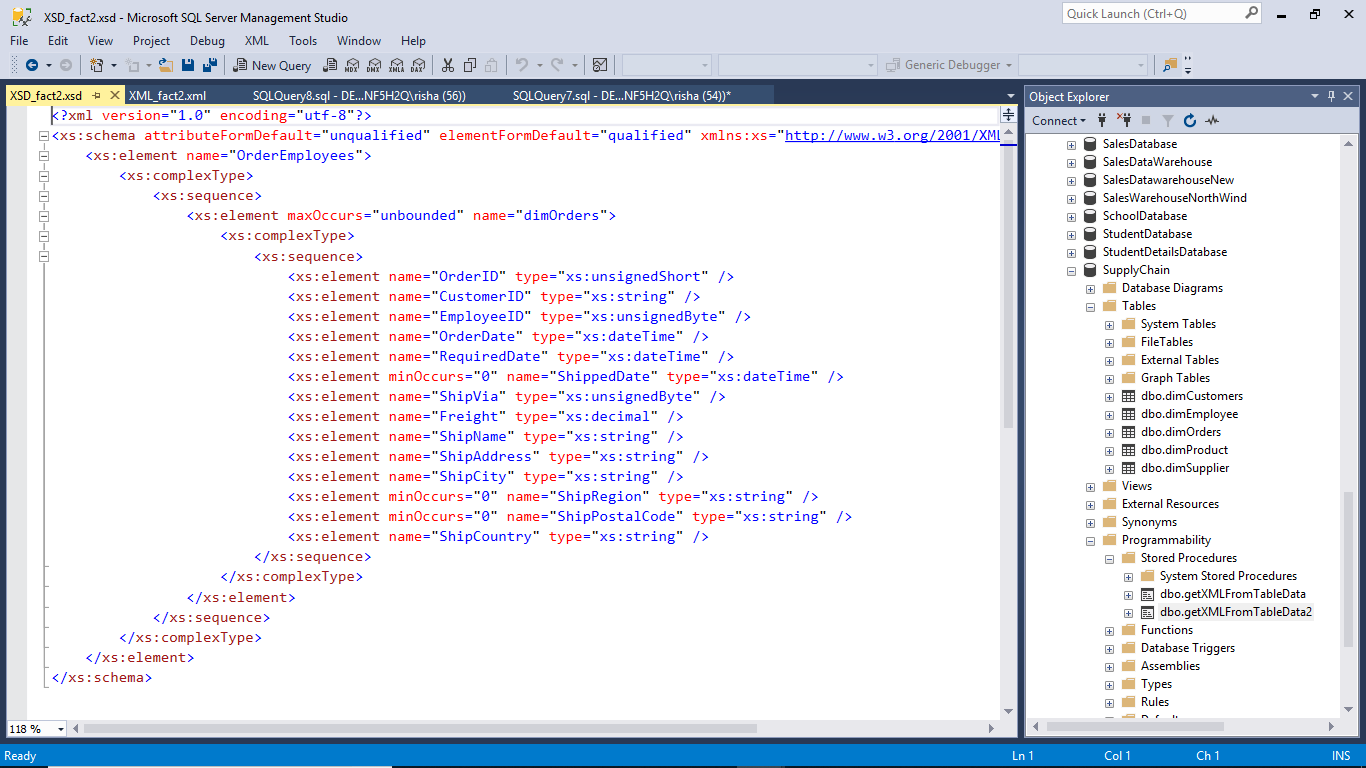 XSD_fact2.xsd - Microsoft SQL Server Management Studio
Quick Launch (Ctrl+Q)
File Edit View Project Debug XML Tools Window Help
New Query MDX DMX XMLA DAX Generic Debugger
XSD_fact2.xsd XML_fact2.xml SQLQuery8.sql - DE...NF5H2Q\risha (56)) SQLQuery7.sql - DE...NF5H2Q\risha (54))*
<?xml version="1.0" encoding="utf-8"?>
<xs:schema attributeFormDefault="unqualified" elementFormDefault="qualified" xmlns:xs="http://www.w3.org/2001/XML
<xs:element name="OrderEmployees">
<xs:complexType>
<xs:sequence>
<xs:element maxOccurs="unbounded" name="dimOrders">
<xs:complexType>
<xs:sequence>
<xs:element name="OrderID" type="xs:unsignedShort" />
<xs:element name="CustomerID" type="xs:string" />
<xs:element name="EmployeeID" type="xs:unsignedByte" />
<xs:element name="OrderDate" type="xs:dateTime" />
<xs:element name="RequiredDate" type="xs:dateTime" />
<xs:element minOccurs="0" name="ShippedDate" type="xs:dateTime" />
<xs:element name="ShipVia" type="xs:unsignedByte" />
<xs:element name="Freight" type="xs:decimal" />
<xs:element name="ShipName" type="xs:string" />
<xs:element name="ShipAddress" type="xs:string" />
<xs:element name="ShipCity" type="xs:string" />
<xs:element minOccurs="0" name="ShipRegion" type="xs:string" />
<xs:element minOccurs="0" name="ShipPostalCode" type="xs:string" />
<xs:element name="ShipCountry" type="xs:string" />
</xs:sequence>
</xs:complexType>
</xs:element>
</xs:sequence>
</xs:complexType>
</xs:element>
</xs:schema>
118 %
Object Explorer
Connect
SalesDatabase
SalesDataWarehouse
SalesDatawarehouseNew
SalesWarehouseNorthWind
SchoolDatabase
StudentDatabase
StudentDetailsDatabase
SupplyChain
Database Diagrams
Tables
System Tables
FileTables
External Tables
Graph Tables
dbo.dimCustomers
dbo.dimEmployee
dbo.dimOrders
dbo.dimProduct
dbo.dimSupplier
Views
External Resources
Synonyms
Programmability
Stored Procedures
System Stored Procedures
dbo.getXMLFromTableData
dbo.getXMLFromTableData2
Functions
Database Triggers
Assemblies
Types
Rules
Ready Ln 1 Col 1 Ch 1 INS